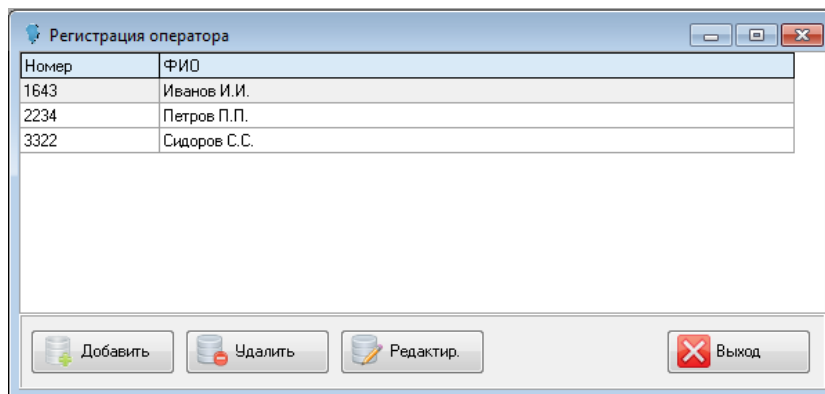 Регистрация оператора
Номер ФИО
1643 Иванов И.И.
2234 Петров П.П.
3322 Сидоров С.С.
Добавить Удалить Редактир. Выход